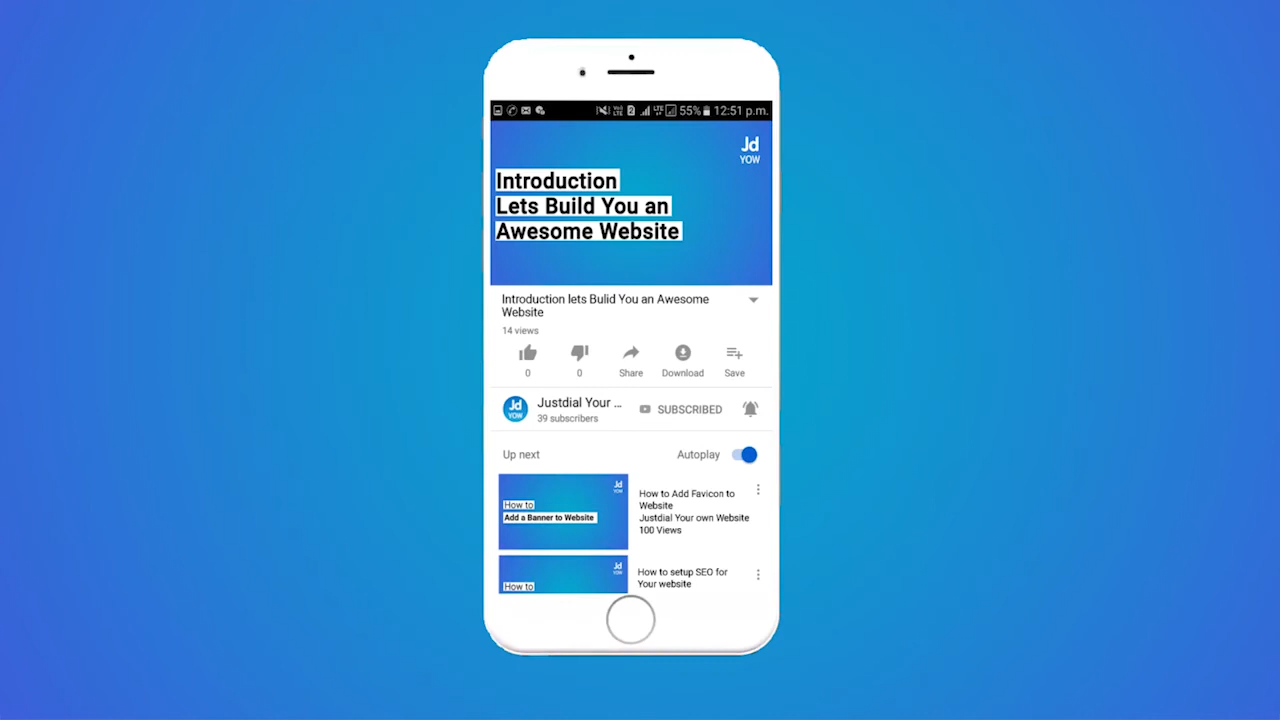 55% 12:51 p.m.
Jd
YOW
Introduction
Lets Build You an
Awesome Website
Introduction lets Bulid You an Awesome
Website
14 views
0
0
Share
Download
Save
Jd
YOW
Justdial Your ...
39 subscribers
SUBSCRIBED
Up next
Autoplay
Jd
YOW
How to
Add a Banner to Website
How to Add Favicon to
Website
Justdial Your own Website
100 Views
Jd
YOW
How to
How to setup SEO for
Your website